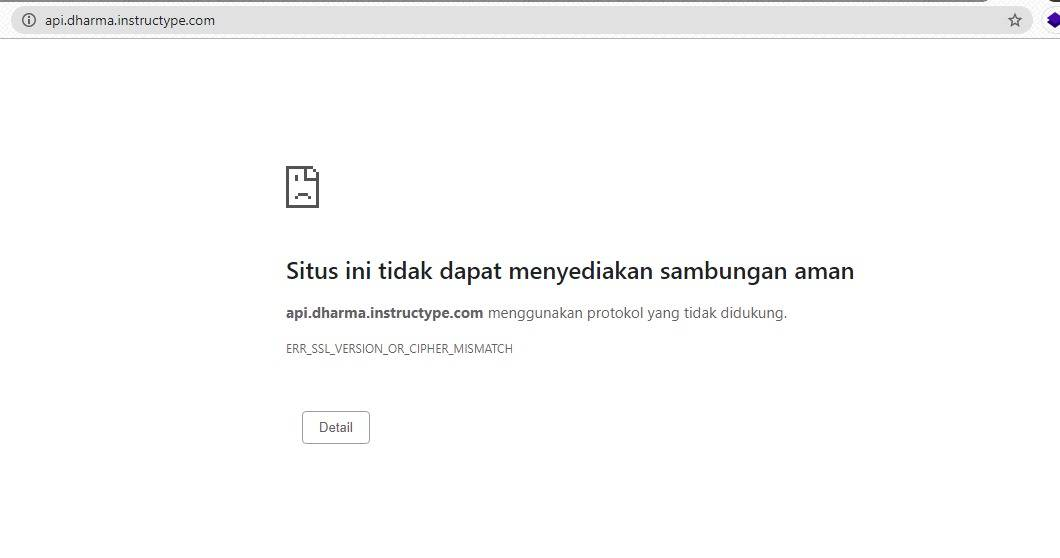 api.dharma.instructype.com
Situs ini tidak dapat menyediakan sambungan aman
api.dharma.instructype.com menggunakan protokol yang tidak didukung.
ERR_SSL_VERSION_OR_CIPHER_MISMATCH
Detail